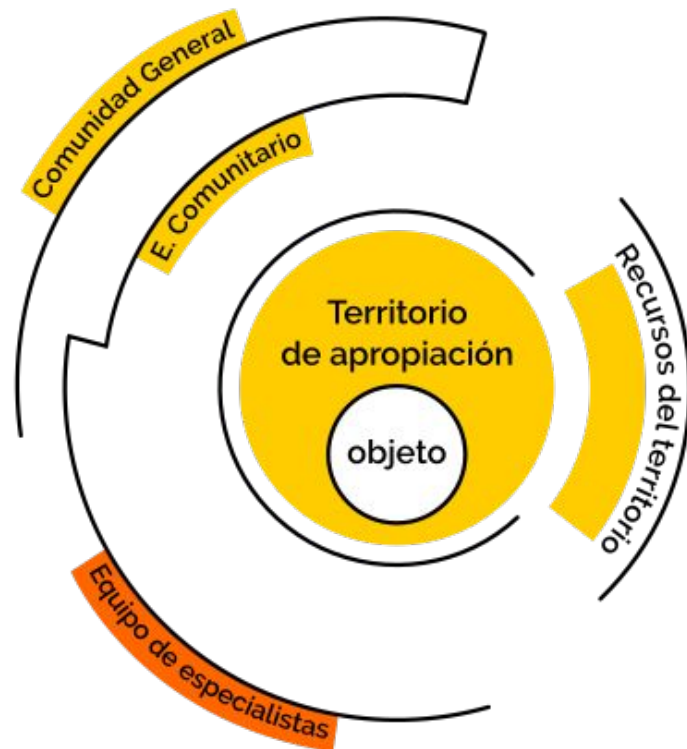 Comunidad General
E. Comunitario
Territorio
de apropiación
objeto
Recursos del territorio
Equipo de especialistas